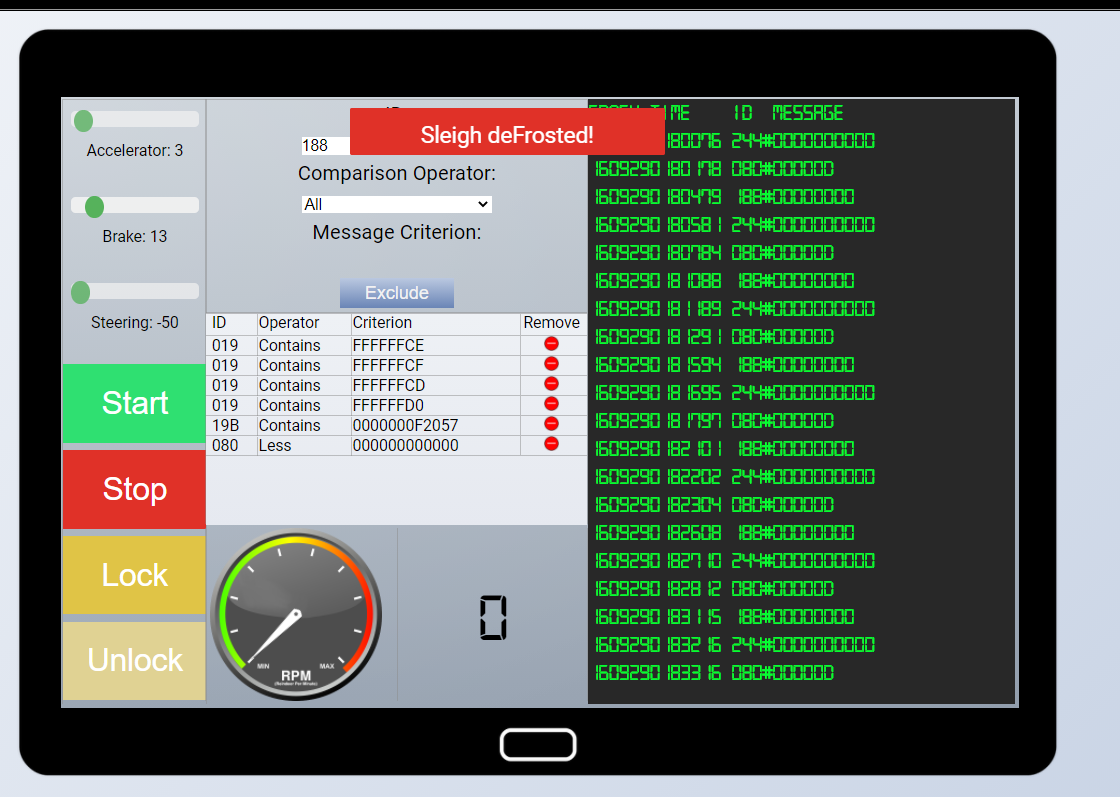 Accelerator: 3
Brake: 13
Steering: -50
Start
Stop
Lock
Unlock
Sleigh deFrosted!
188
Comparison Operator:
All
Message Criterion:
Exclude
ID Operator Criterion Remove
019 Contains FFFFFFCE
019 Contains FFFFFFCF
019 Contains FFFFFFCD
019 Contains FFFFFFD0
19B Contains 0000000F2057
080 Less 000000000000
MIN MAX
RPM
(Reindeer Per Minute)
0
EPOCH TIME ID MESSAGE
180076 244#0000000000
1609290180178 080#000000
1609290180479 188#00000000
1609290180581 244#0000000000
1609290180784 080#000000
1609290181088 188#00000000
1609290181189 244#0000000000
1609290181291 080#000000
1609290181594 188#00000000
1609290181695 244#0000000000
1609290181797 080#000000
1609290182101 188#00000000
1609290182202 244#0000000000
1609290182304 080#000000
1609290182608 188#00000000
1609290182710 244#0000000000
1609290182812 080#000000
1609290183115 188#00000000
1609290183216 244#0000000000
1609290183316 080#000000